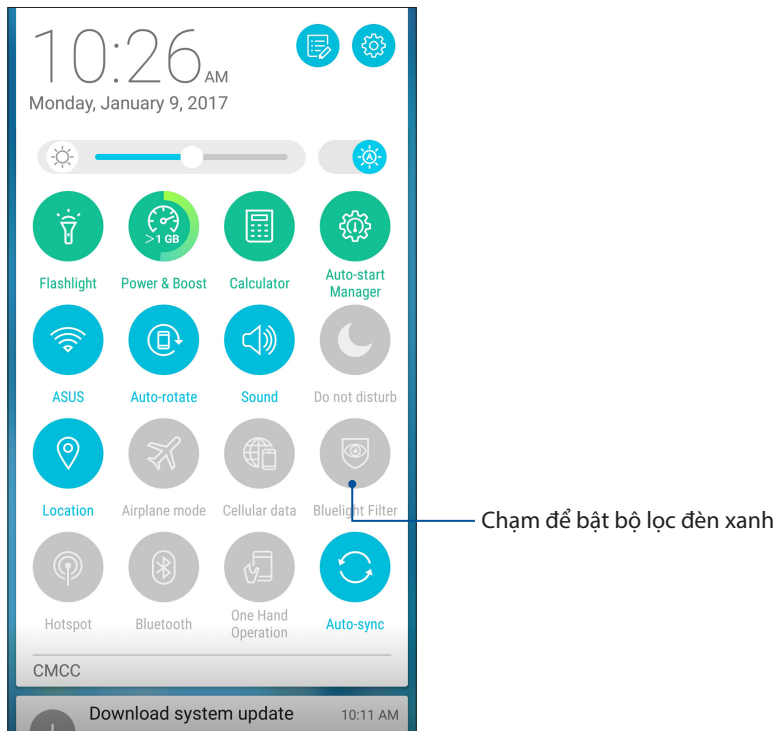 10:26 AM
Monday, January 9, 2017
A
>1 GB
Flashlight
Power & Boost
Calculator
Auto-start
Manager
ASUS
Auto-rotate
Sound
Do not disturb
Location
Airplane mode
Cellular data
Bluelight Filter
Chạm để bật bộ lọc đèn xanh
Hotspot
Bluetooth
One Hand
Operation
Auto-sync
CMCC
Download system update
10:11 AM